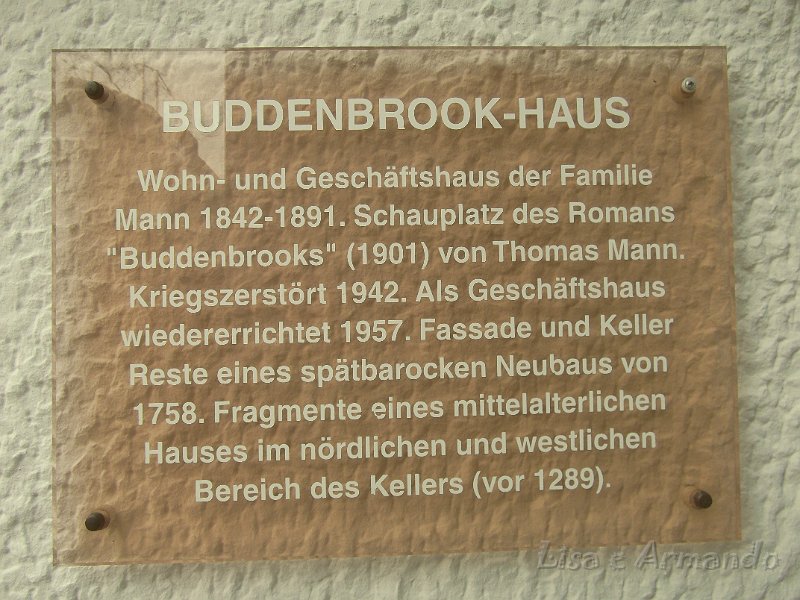 BUDDENBROOK-HAUS
Wohn- und Geschäftshaus der Familie
Mann 1842-1891. Schauplatz des Romans
"Buddenbrooks" (1901) von Thomas Mann.
Kriegszerstört 1942. Als Geschäftshaus
wiedererrichtet 1957. Fassade und Keller
Reste eines spätbarocken Neubaus von
1758. Fragmente eines mittelalterlichen
Hauses im nördlichen und westlichen
Bereich des Kellers (vor 1289).
Lisa e Armando